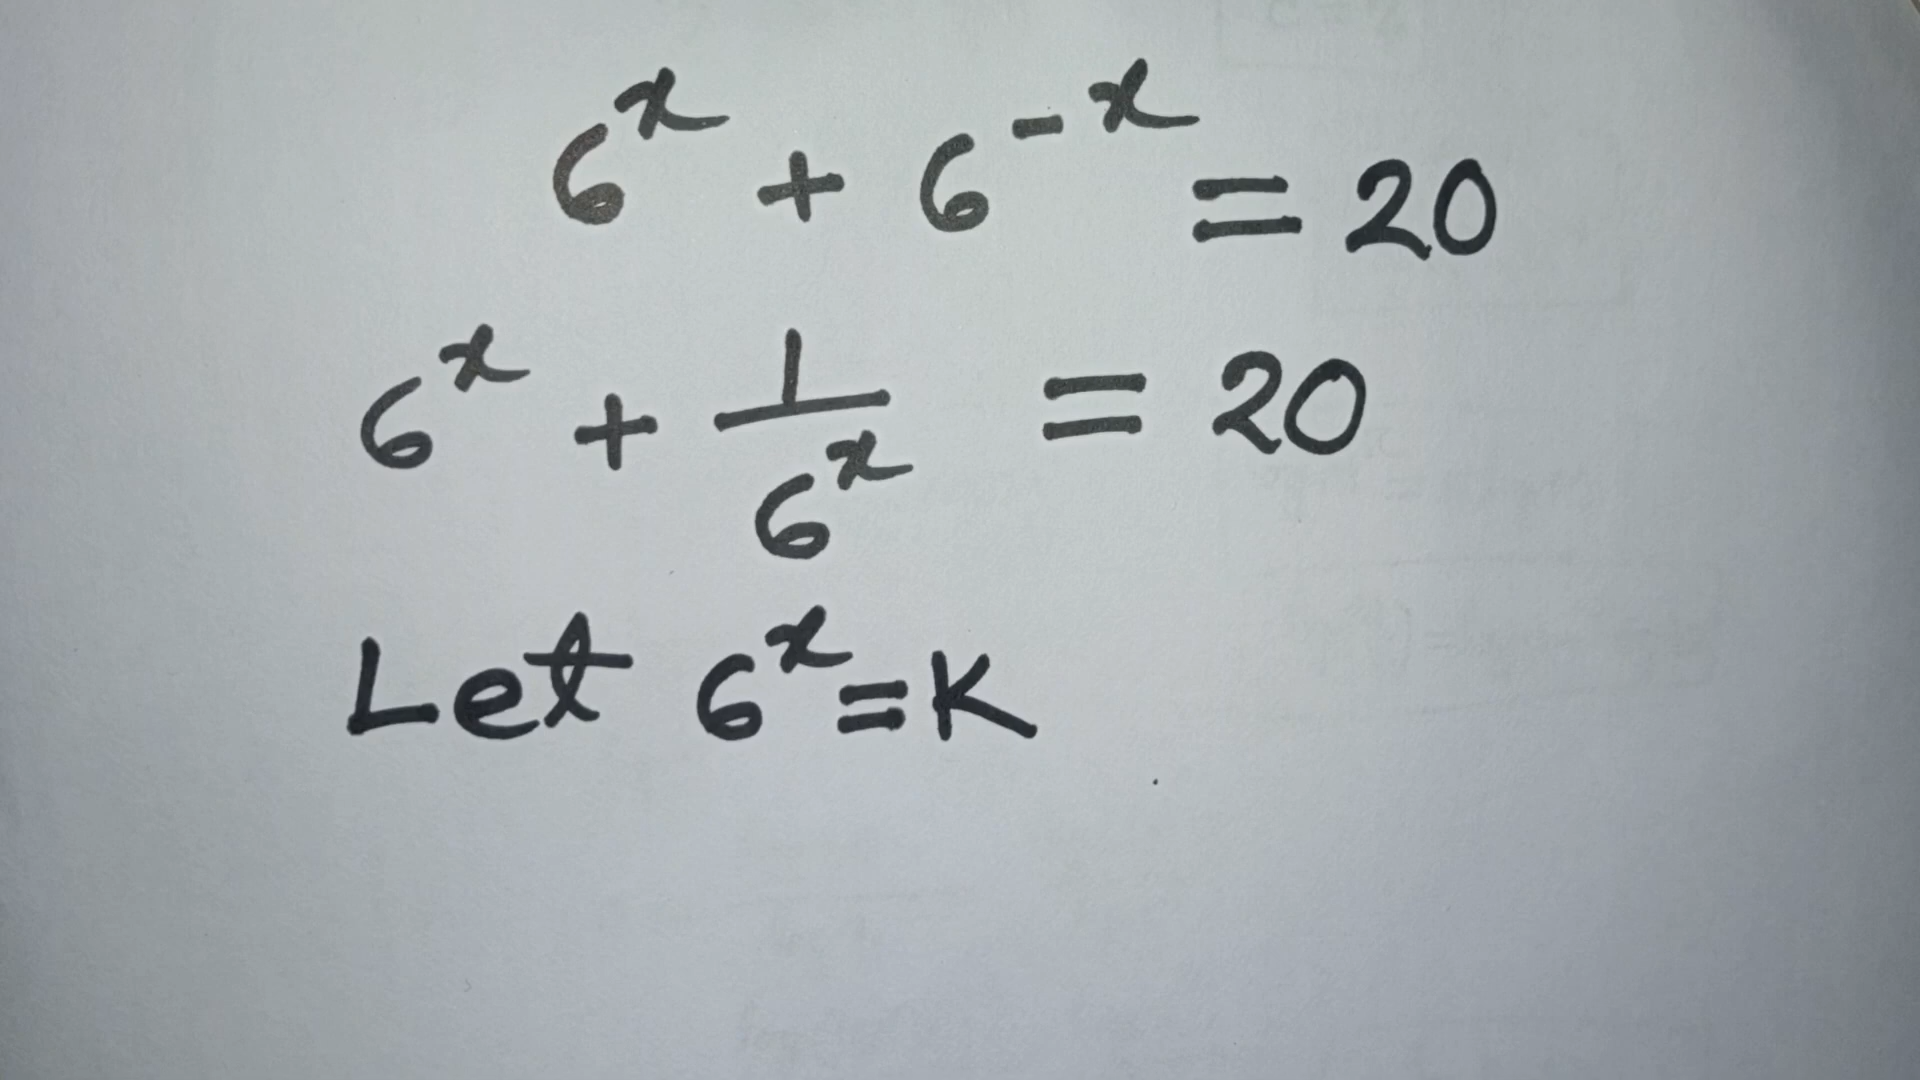 6^x + 6^-x = 20
6^x + 1/6^x = 20
Let 6^x = K